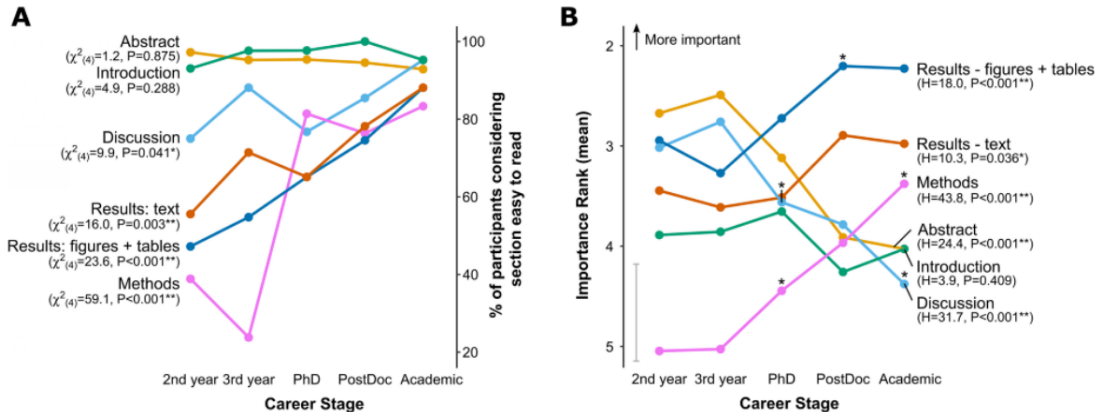 A
Abstract
(χ²(4)=1.2, P=0.875)
Introduction
(χ²(4)=4.9, P=0.288)
Discussion
(χ²(4)=9.9, P=0.041*)
Results: text
(χ²(4)=16.0, P=0.003**)
Results: figures + tables
(χ²(4)=23.6, P<0.001**)
Methods
(χ²(4)=59.1, P<0.001**)
100
80
60
40
20
% of participants considering
section easy to read
2nd year 3rd year PhD PostDoc Academic
Career Stage
B
More important
2
3
4
5
Importance Rank (mean)
*
*
*
*
*
Results - figures + tables
(H=18.0, P<0.001**)
Results - text
(H=10.3, P=0.036*)
Methods
(H=43.8, P<0.001**)
Abstract
(H=24.4, P<0.001**)
Introduction
(H=3.9, P=0.409)
Discussion
(H=31.7, P<0.001**)
2nd year 3rd year PhD PostDoc Academic
Career Stage